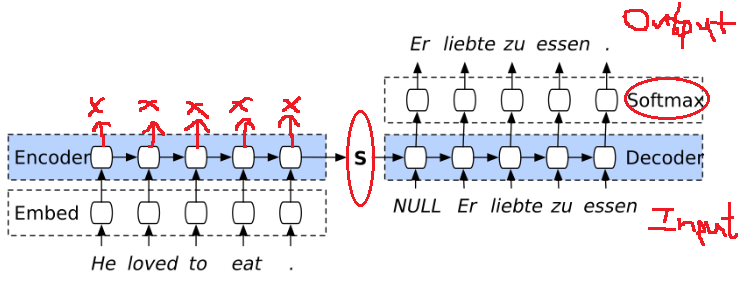 Output
Er liebte zu essen .
x x x x x
Softmax
Encoder S Decoder
Embed
NULL Er liebte zu essen
Input
He loved to eat .